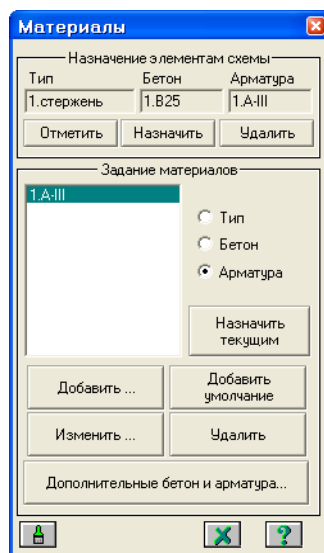 Материалы
Назначение элементам схемы
Тип Бетон Арматура
1.стержень 1.В25 1.А-III
Отметить Назначить Удалить
Задание материалов
1.А-III
Тип
Бетон
Арматура
Назначить
текущим
Добавить ... Добавить
умолчание
Изменить ... Удалить
Дополнительные бетон и арматура...
?